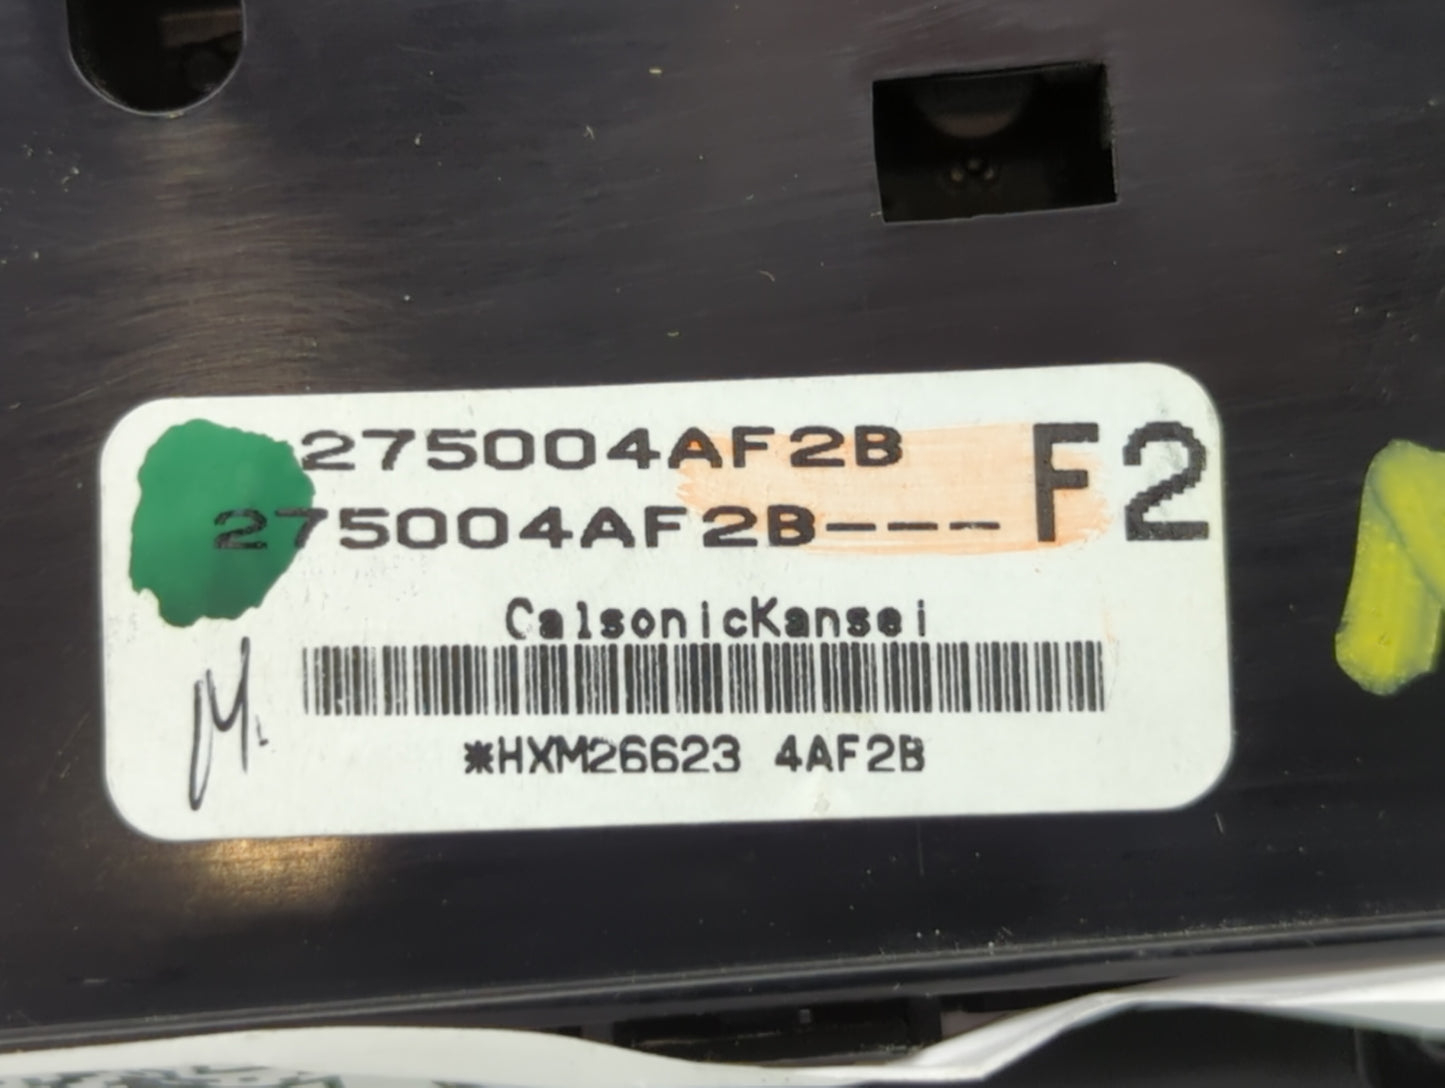 275004AF2B
275004AF2B---
F2
CalsonicKansei
M.
*HXM26623 4AF2B